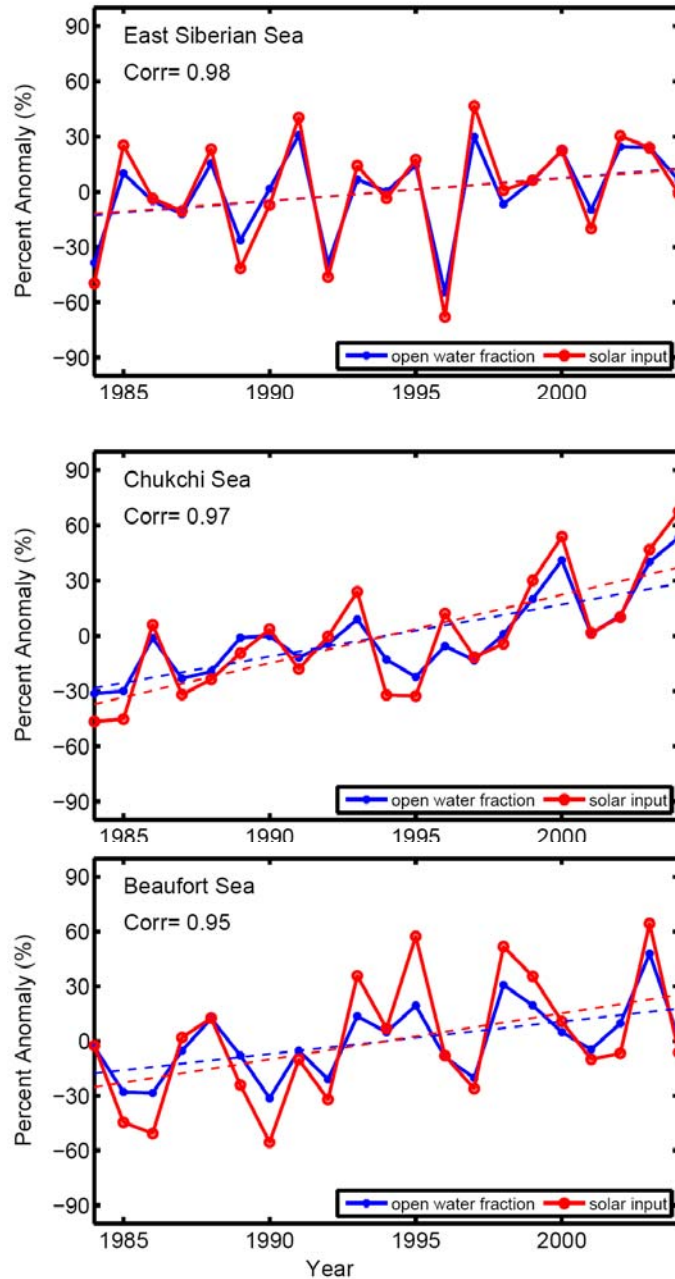 90
East Siberian Sea
60
Corr= 0.98
30
0
−30
−60
−90
Percent Anomaly (%)
open water fraction solar input
1985 1990 1995 2000
90
Chukchi Sea
60
Corr= 0.97
30
0
−30
−60
−90
Percent Anomaly (%)
open water fraction solar input
1985 1990 1995 2000
90
Beaufort Sea
60
Corr= 0.95
30
0
−30
−60
−90
Percent Anomaly (%)
open water fraction solar input
1985 1990 1995 2000
Year